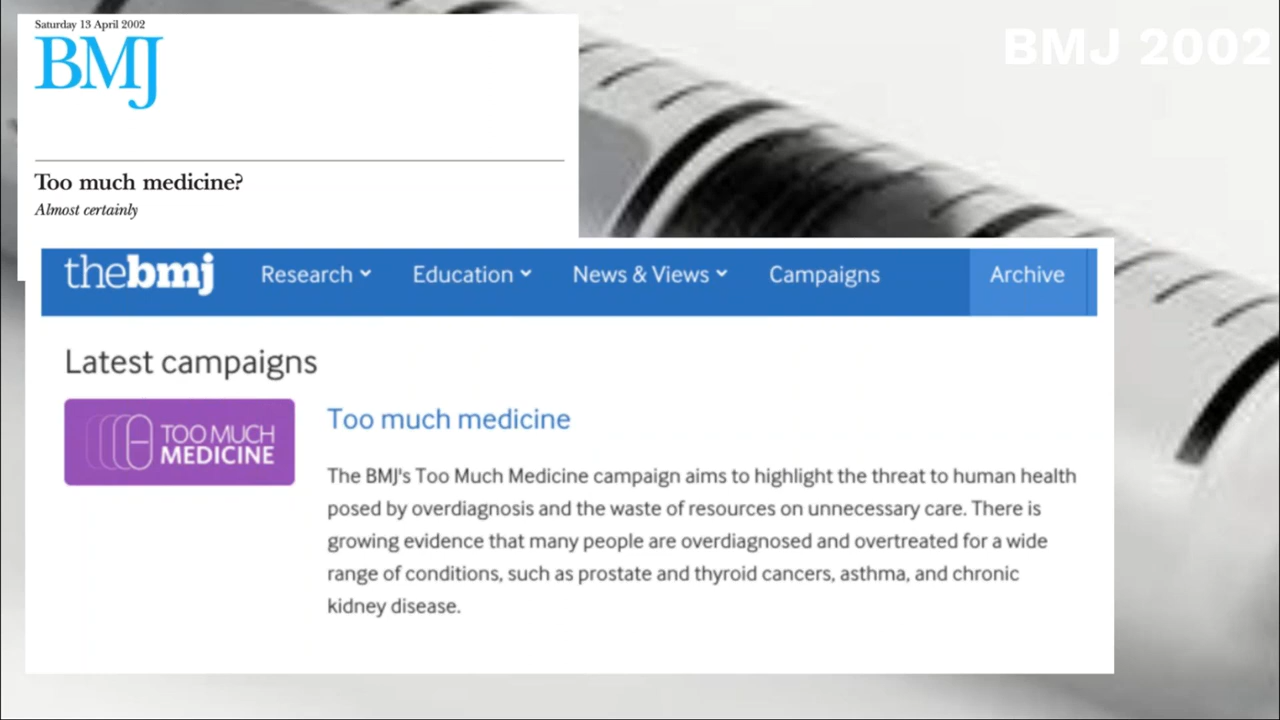 Saturday 13 April 2002
BMJ
BMJ 2002
Too much medicine?
Almost certainly
thebmj
Research
Education
News & Views
Campaigns
Archive
Latest campaigns
TOO MUCH
MEDICINE
Too much medicine
The BMJ's Too Much Medicine campaign aims to highlight the threat to human health
posed by overdiagnosis and the waste of resources on unnecessary care. There is
growing evidence that many people are overdiagnosed and overtreated for a wide
range of conditions, such as prostate and thyroid cancers, asthma, and chronic
kidney disease.